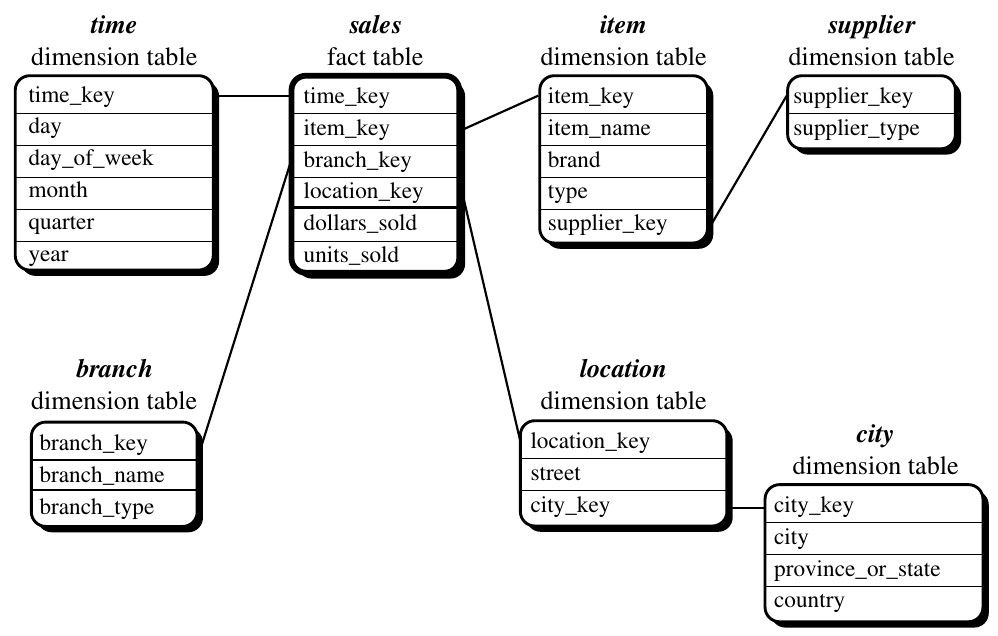 time
dimension table
time_key
day
day_of_week
month
quarter
year
sales
fact table
time_key
item_key
branch_key
location_key
dollars_sold
units_sold
item
dimension table
item_key
item_name
brand
type
supplier_key
supplier
dimension table
supplier_key
supplier_type
branch
dimension table
branch_key
branch_name
branch_type
location
dimension table
location_key
street
city_key
city
dimension table
city_key
city
province_or_state
country